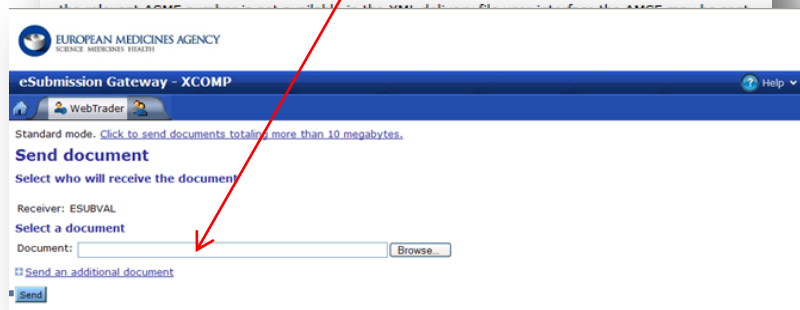 EUROPEAN MEDICINES AGENCY
SCIENCE MEDICINES HEALTH
eSubmission Gateway - XCOMP
Help
WebTrader
Standard mode. Click to send documents totaling more than 10 megabytes.
Send document
Select who will receive the document
Receiver: ESUBVAL
Select a document
Document:
Browse...
Send an additional document
Send